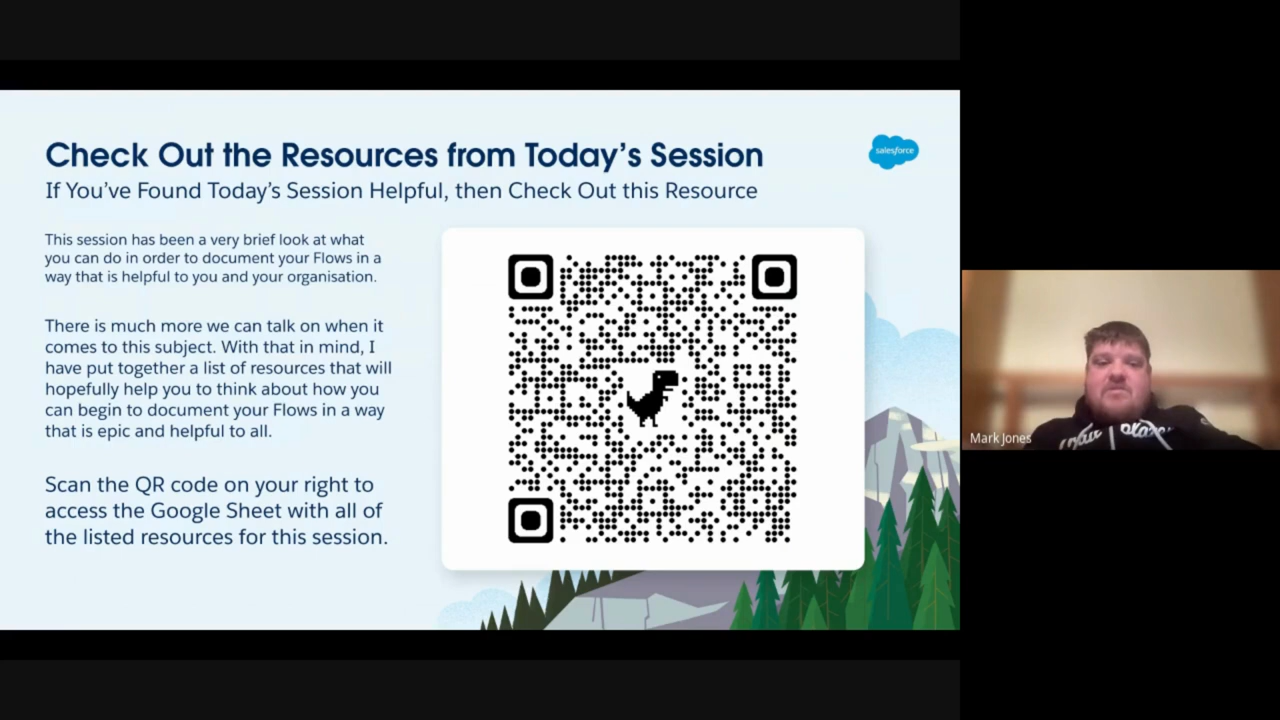 Check Out the Resources from Today's Session
salesforce
If You've Found Today's Session Helpful, then Check Out this Resource
This session has been a very brief look at what
you can do in order to document your Flows in a
way that is helpful to you and your organisation.
There is much more we can talk on when it
comes to this subject. With that in mind, I
have put together a list of resources that will
hopefully help you to think about how you
can begin to document your Flows in a way
that is epic and helpful to all.
Scan the QR code on your right to
access the Google Sheet with all of
the listed resources for this session.
Mark Jones